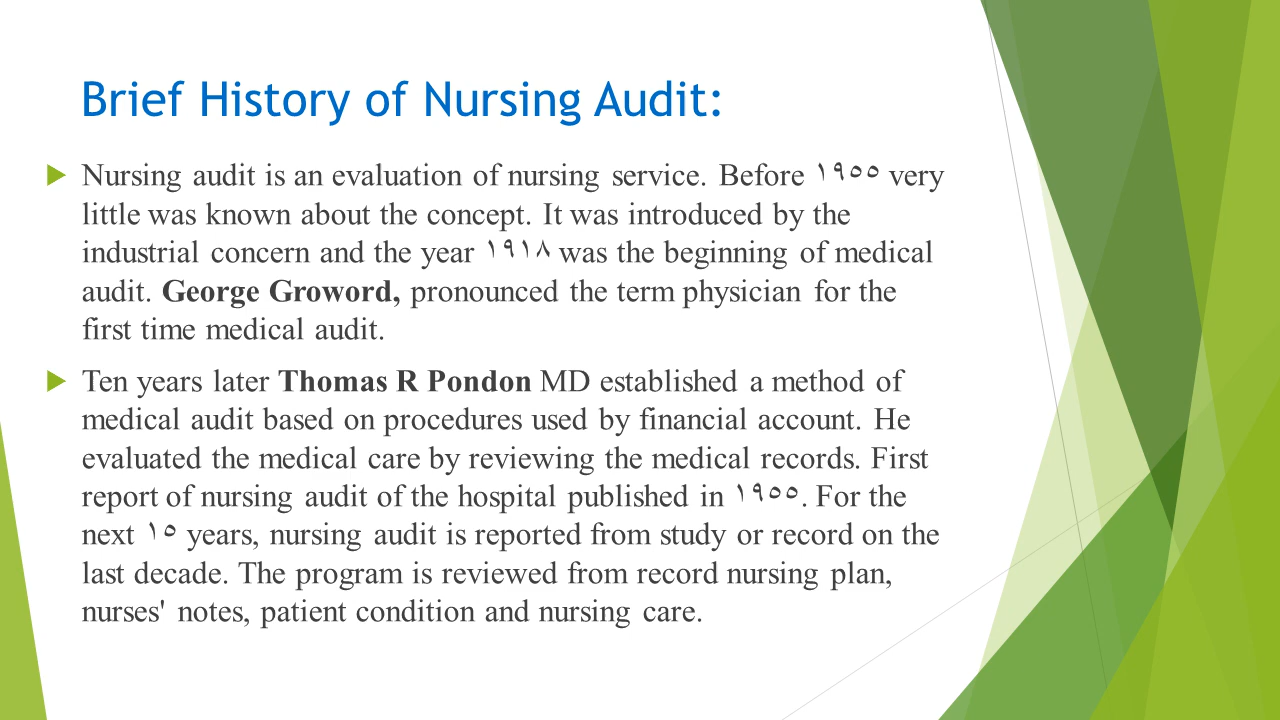 Brief History of Nursing Audit:
Nursing audit is an evaluation of nursing service. Before ١٩٥٥ very
little was known about the concept. It was introduced by the
industrial concern and the year ١٩١٨ was the beginning of medical
audit. George Groword, pronounced the term physician for the
first time medical audit.
Ten years later Thomas R Pondon MD established a method of
medical audit based on procedures used by financial account. He
evaluated the medical care by reviewing the medical records. First
report of nursing audit of the hospital published in ١٩٥٥. For the
next ١٥ years, nursing audit is reported from study or record on the
last decade. The program is reviewed from record nursing plan,
nurses' notes, patient condition and nursing care.